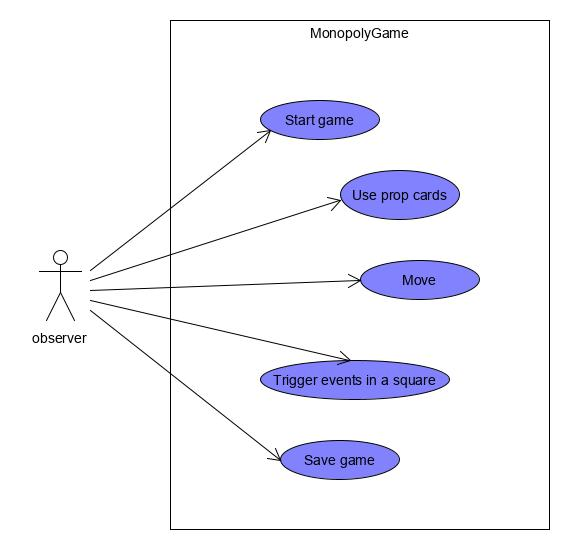 MonopolyGame
Start game
Use prop cards
Move
observer
Trigger events in a square
Save game